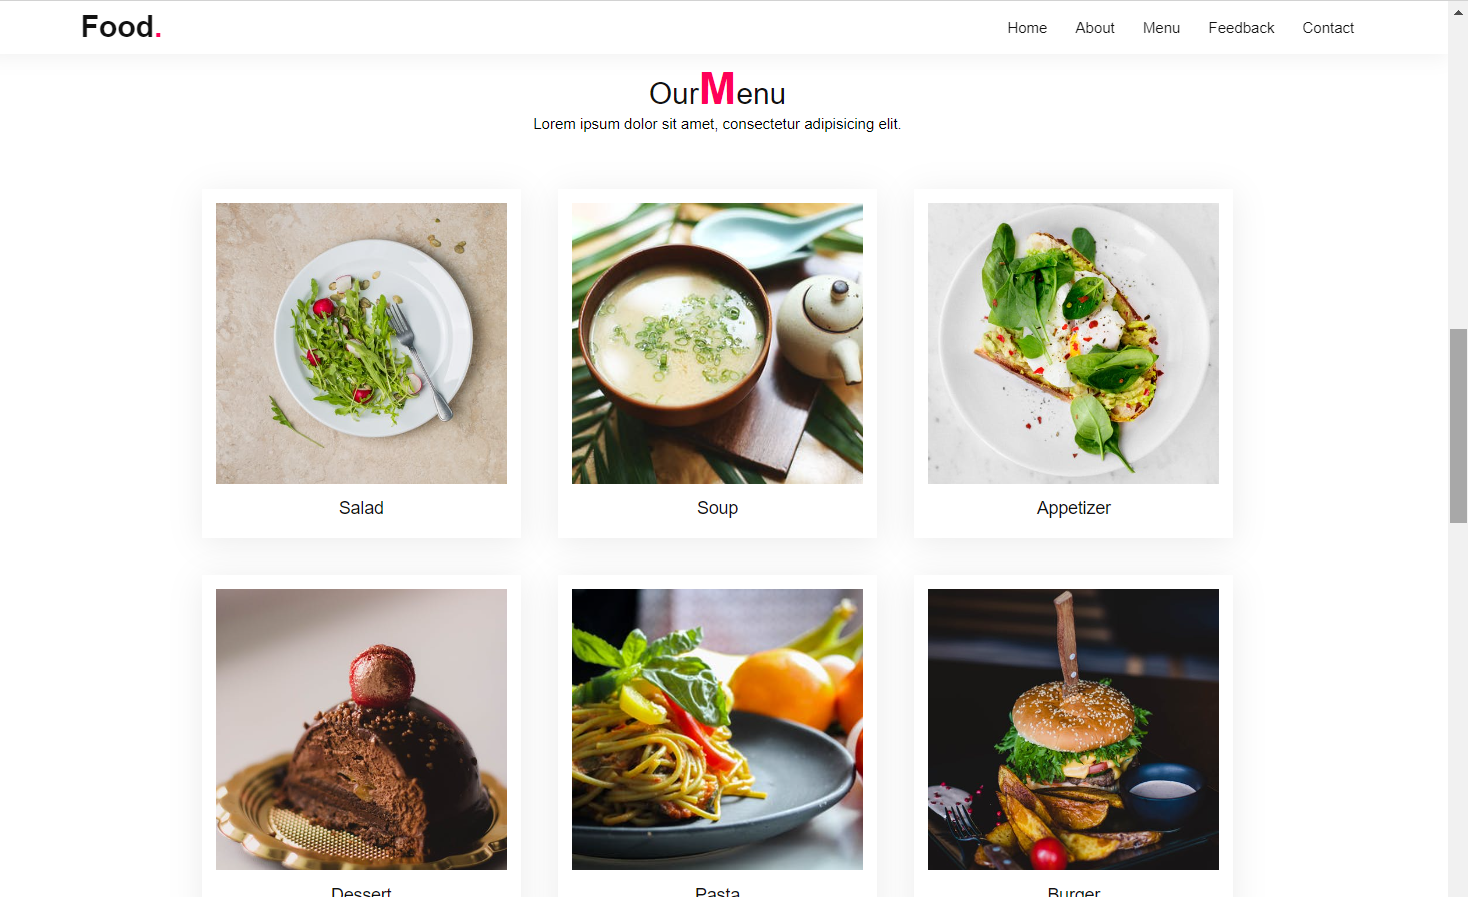 Food.
Home About Menu Feedback Contact
OurMenu
Lorem ipsum dolor sit amet, consectetur adipisicing elit.
Salad Soup Appetizer
Dessert Pasta Burger